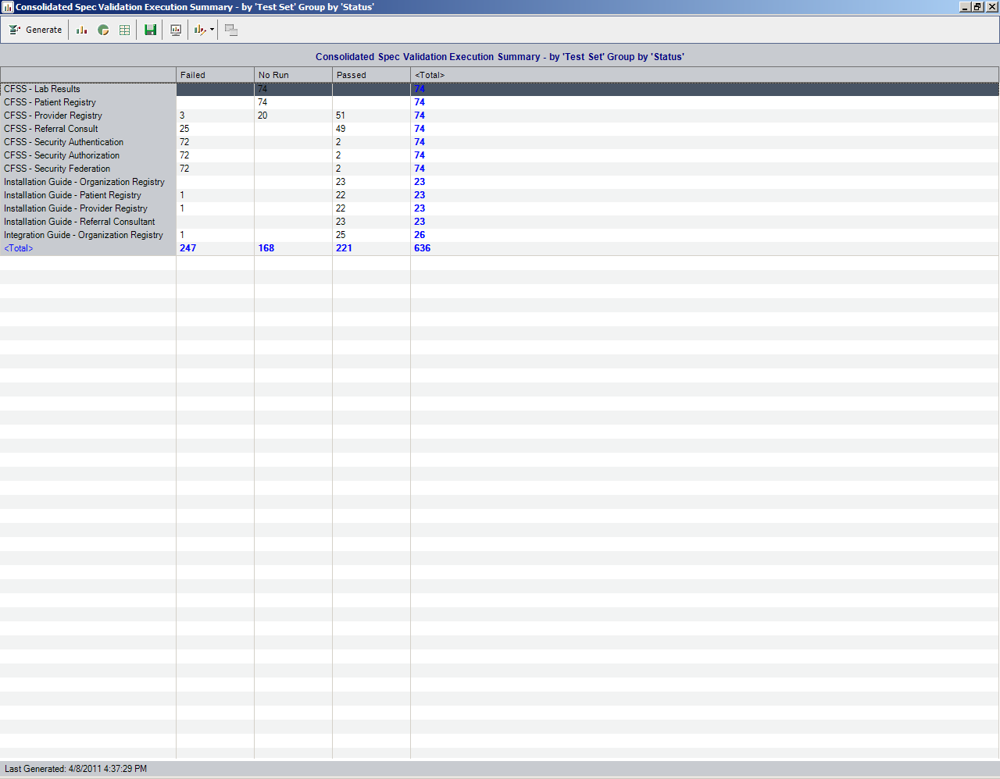 Consolidated Spec Validation Execution Summary - by 'Test Set' Group by 'Status'
Generate
Consolidated Spec Validation Execution Summary - by 'Test Set' Group by 'Status'
Failed No Run Passed <Total>
CFSS - Lab Results 74 74
CFSS - Patient Registry 74 74
CFSS - Provider Registry 3 20 51 74
CFSS - Referral Consult 25 49 74
CFSS - Security Authentication 72 2 74
CFSS - Security Authorization 72 2 74
CFSS - Security Federation 72 2 74
Installation Guide - Organization Registry 23 23
Installation Guide - Patient Registry 1 22 23
Installation Guide - Provider Registry 1 22 23
Installation Guide - Referral Consultant 23 23
Integration Guide - Organization Registry 1 25 26
<Total> 247 168 221 636
Last Generated: 4/8/2011 4:37:29 PM